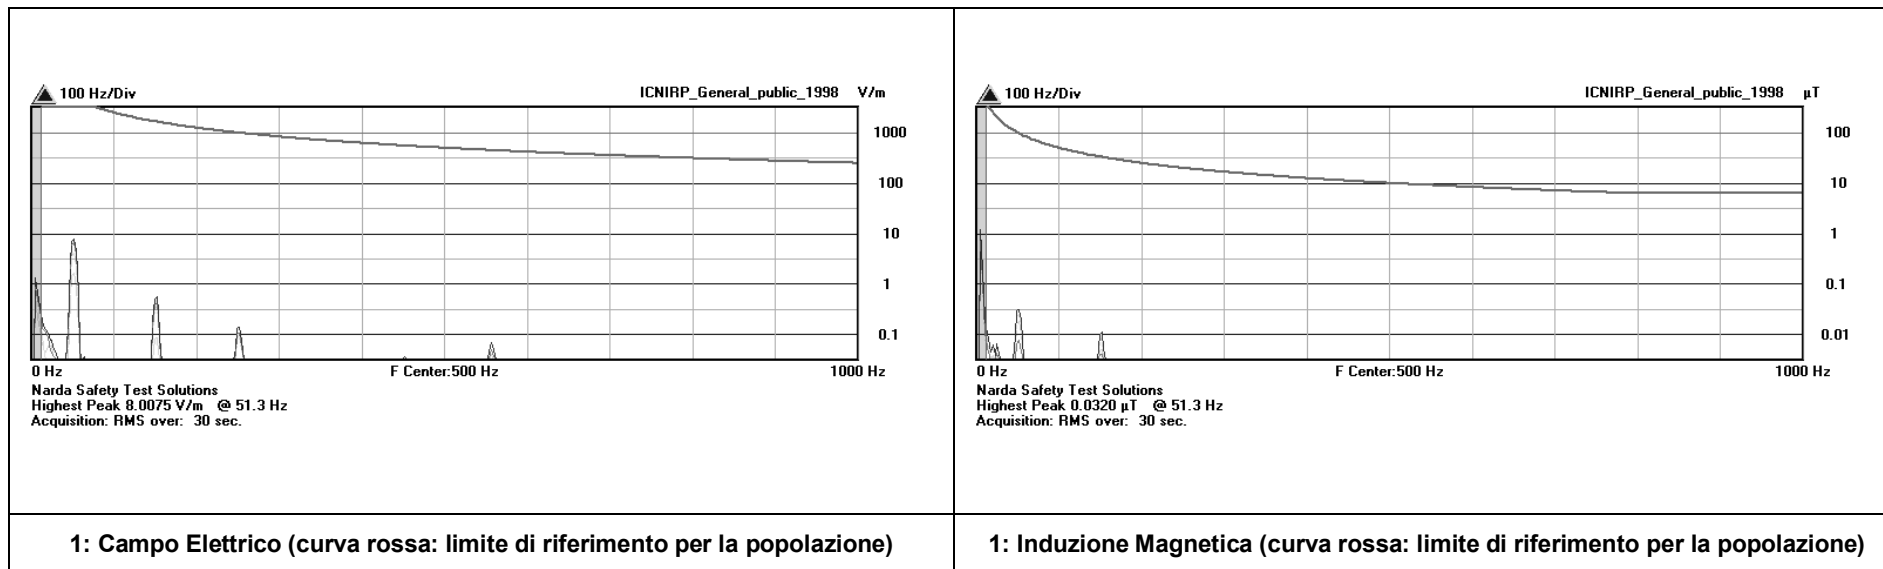 100 Hz/Div ICNIRP_General_public_1998 V/m
1000
100
10
1
0.1
0 Hz F Center:500 Hz 1000 Hz
Narda Safety Test Solutions
Highest Peak 8.0075 V/m @ 51.3 Hz
Acquisition: RMS over: 30 sec.
1: Campo Elettrico (curva rossa: limite di riferimento per la popolazione)
100 Hz/Div ICNIRP_General_public_1998 µT
100
10
1
0.1
0.01
0 Hz F Center:500 Hz 1000 Hz
Narda Safety Test Solutions
Highest Peak 0.0320 µT @ 51.3 Hz
Acquisition: RMS over: 30 sec.
1: Induzione Magnetica (curva rossa: limite di riferimento per la popolazione)